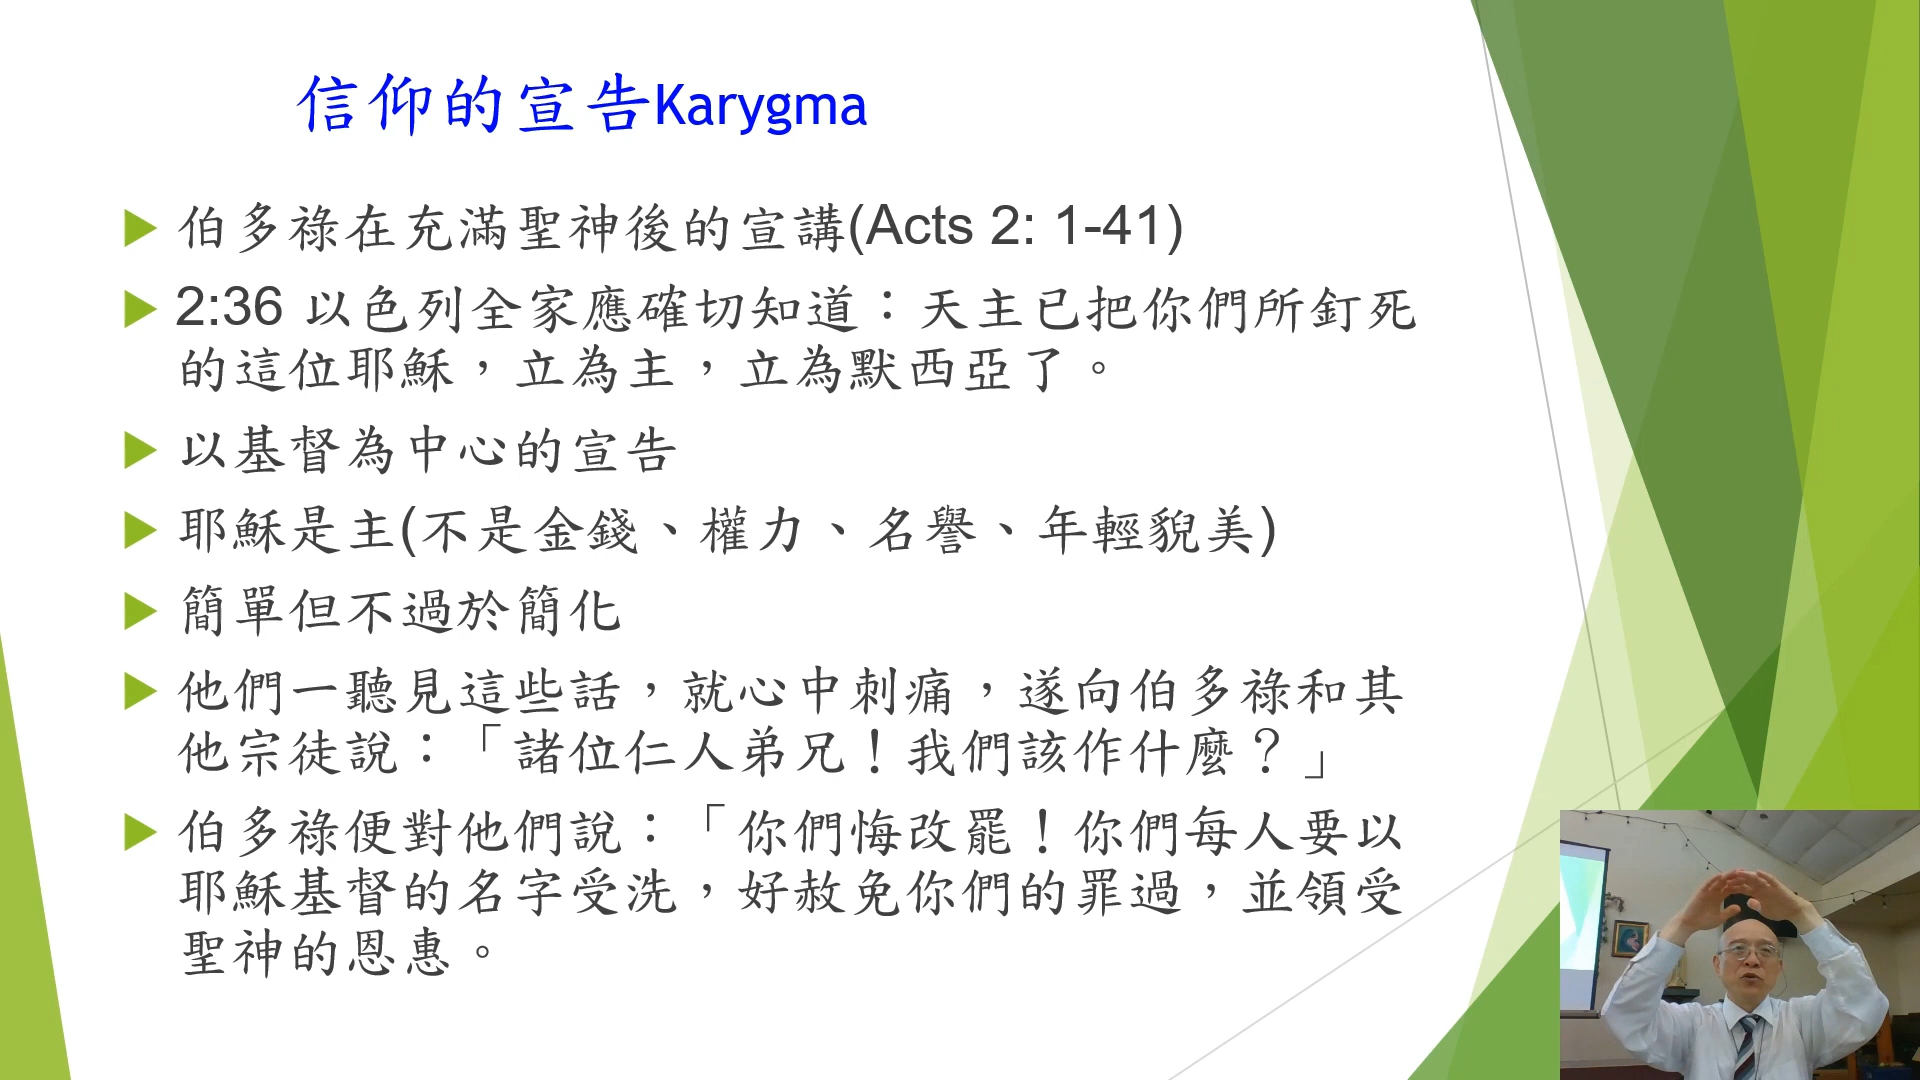 信仰的宣告Karygma
伯多祿在充滿聖神後的宣講(Acts 2: 1-41)
2:36 以色列全家應確切知道：天主已把你們所釘死
的這位耶穌，立為主，立為默西亞了。
以基督為中心的宣告
耶穌是主(不是金錢、權力、名譽、年輕貌美)
簡單但不過於簡化
他們一聽見這些話，就心中刺痛，遂向伯多祿和其
他宗徒說：「諸位仁人弟兄！我們該作什麼？」
伯多祿便對他們說：「你們悔改罷！你們每人要以
耶穌基督的名字受洗，好赦免你們的罪過，並領受
聖神的恩惠。